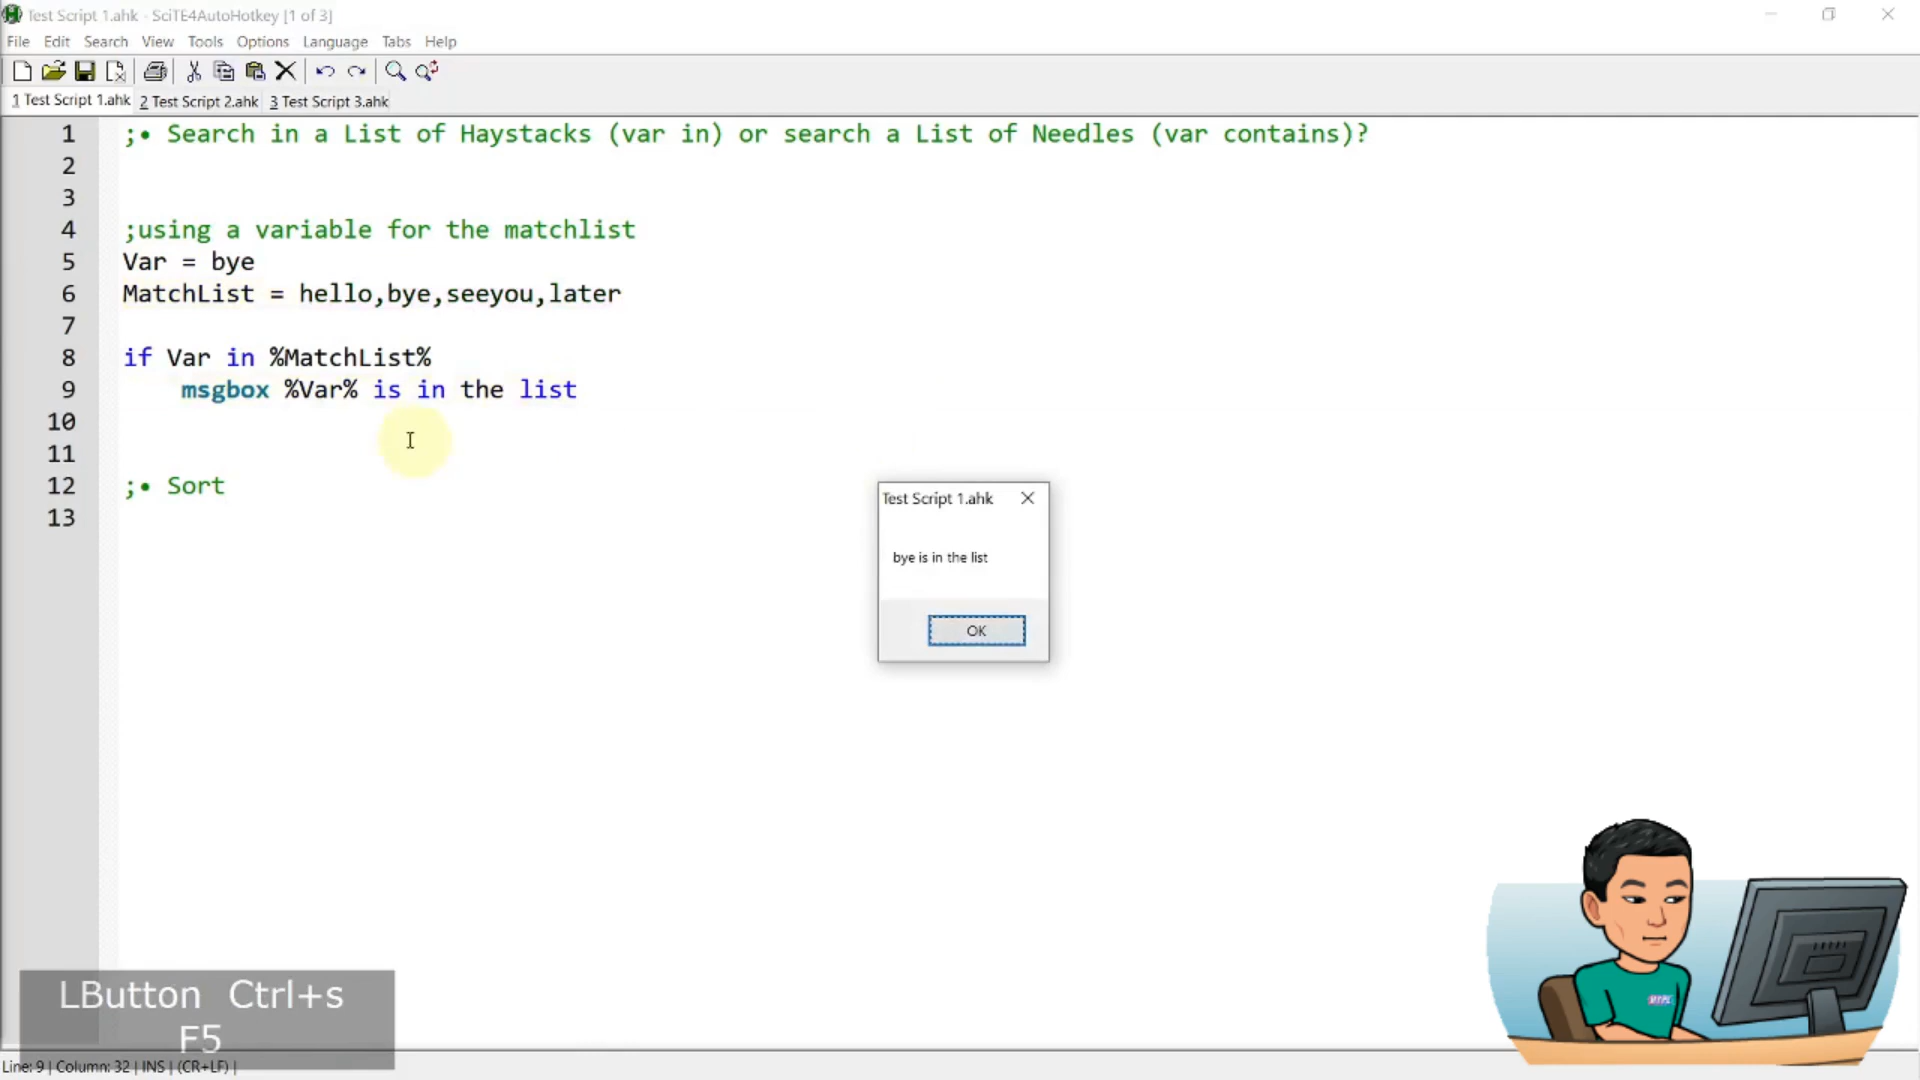 Test Script 1.ahk - SciTE4AutoHotkey [1 of 3]
File Edit Search View Tools Options Language Tabs Help
1 Test Script 1.ahk 2 Test Script 2.ahk 3 Test Script 3.ahk
1 ;• Search in a List of Haystacks (var in) or search a List of Needles (var contains)?
2
3
4 ;using a variable for the matchlist
5 Var = bye
6 MatchList = hello,bye,seeyou,later
7
8 if Var in %MatchList%
9 msgbox %Var% is in the list
10
11
12 ;• Sort
13
Test Script 1.ahk
bye is in the list
OK
LButton Ctrl+s
F5
Line: 9 | Column: 32 | INS | (CR+LF) |